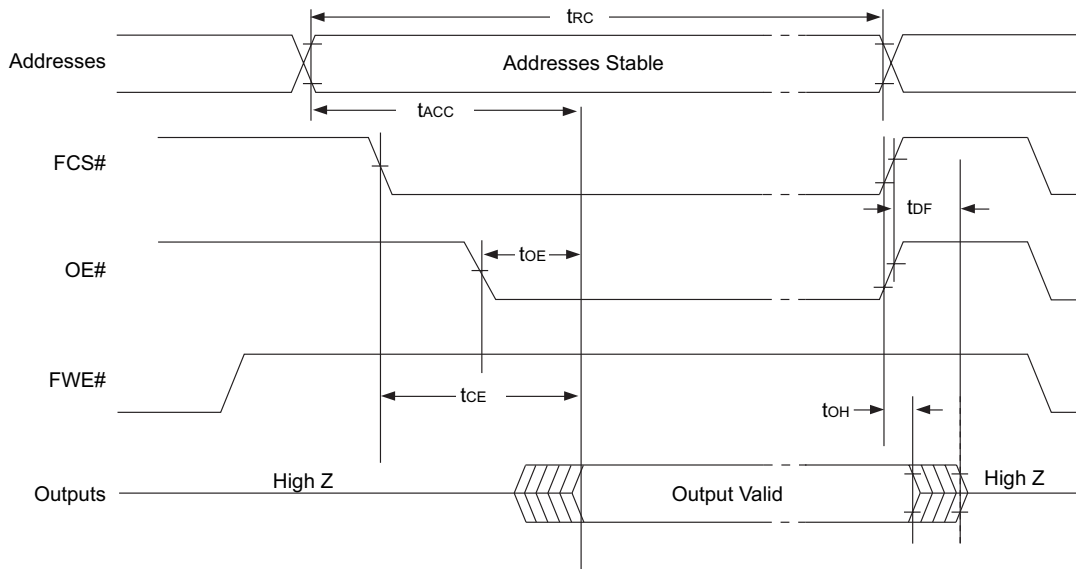 tRC
Addresses
Addresses Stable
tACC
FCS#
tDF
OE#
tOE
FWE#
tCE
tOH
Outputs
High Z
Output Valid
High Z